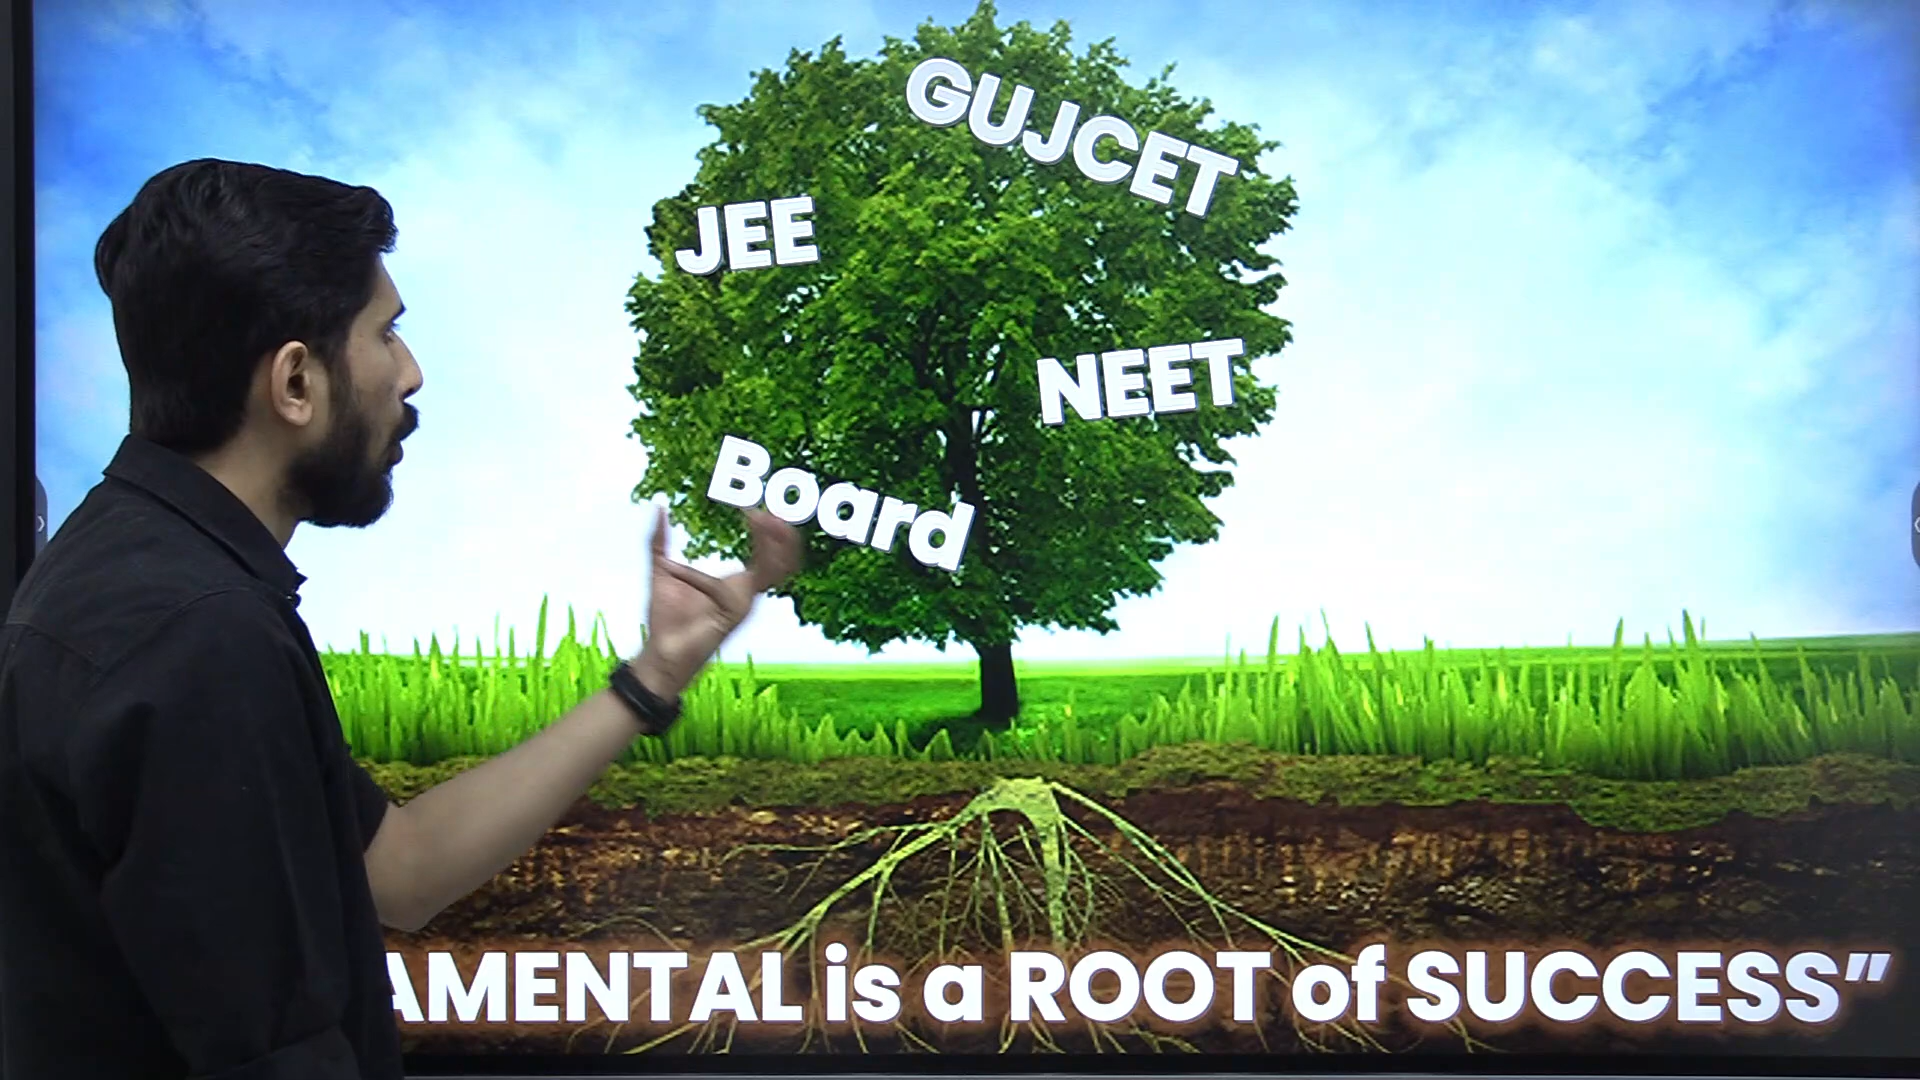 GUJCET
JEE
NEET
Board
AMENTAL is a ROOT of SUCCESS”